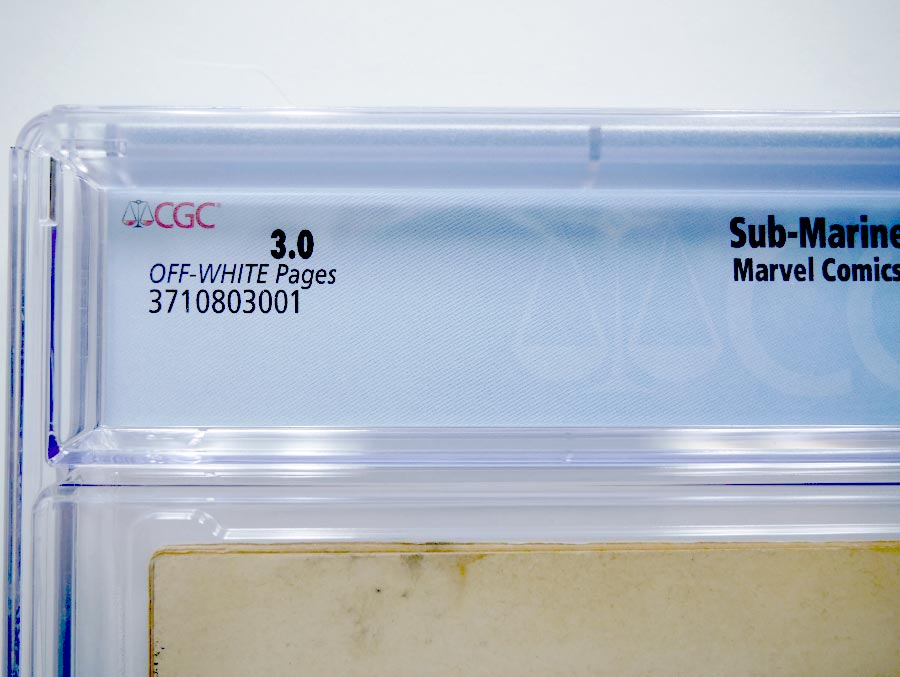 CGC
3.0
OFF-WHITE Pages
3710803001
Sub-Marine
Marvel Comics